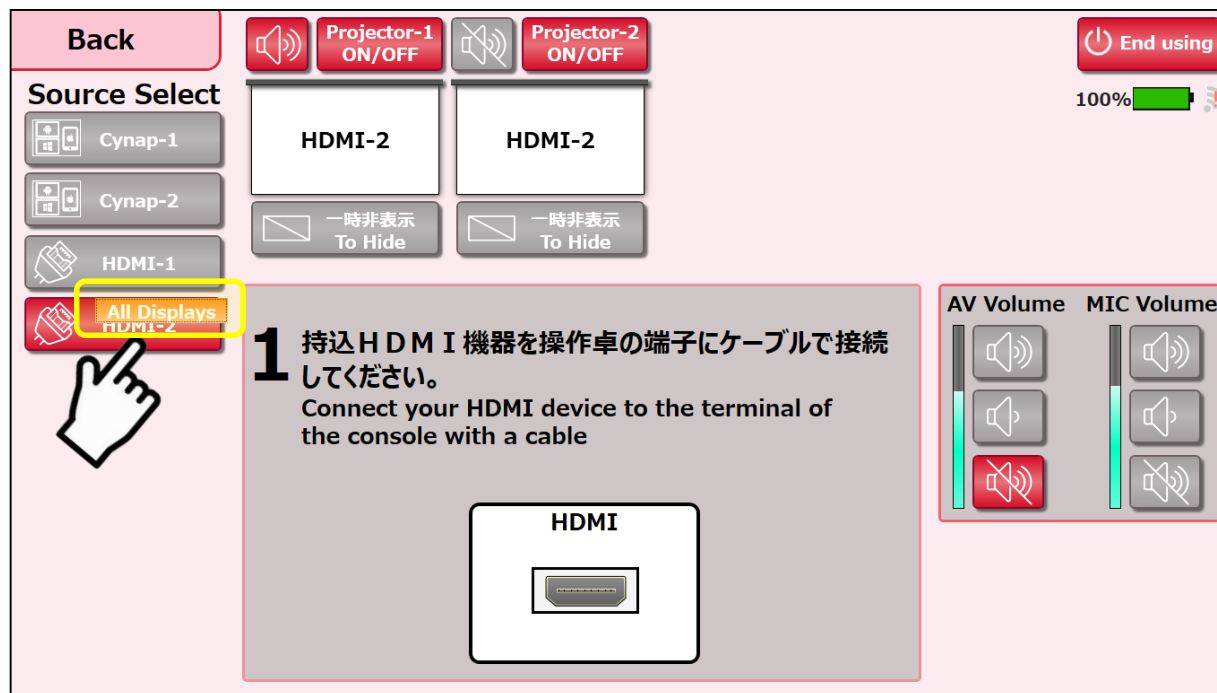 Back
Projector-1
ON/OFF
Projector-2
ON/OFF
End using
100%
Source Select
Cynap-1
Cynap-2
HDMI-1
All Displays
HDMI-2
HDMI-2
HDMI-2
一時非表示
To Hide
一時非表示
To Hide
1
持込ＨＤＭＩ機器を操作卓の端子にケーブルで接続
してください。
Connect your HDMI device to the terminal of
the console with a cable
HDMI
AV Volume
MIC Volume